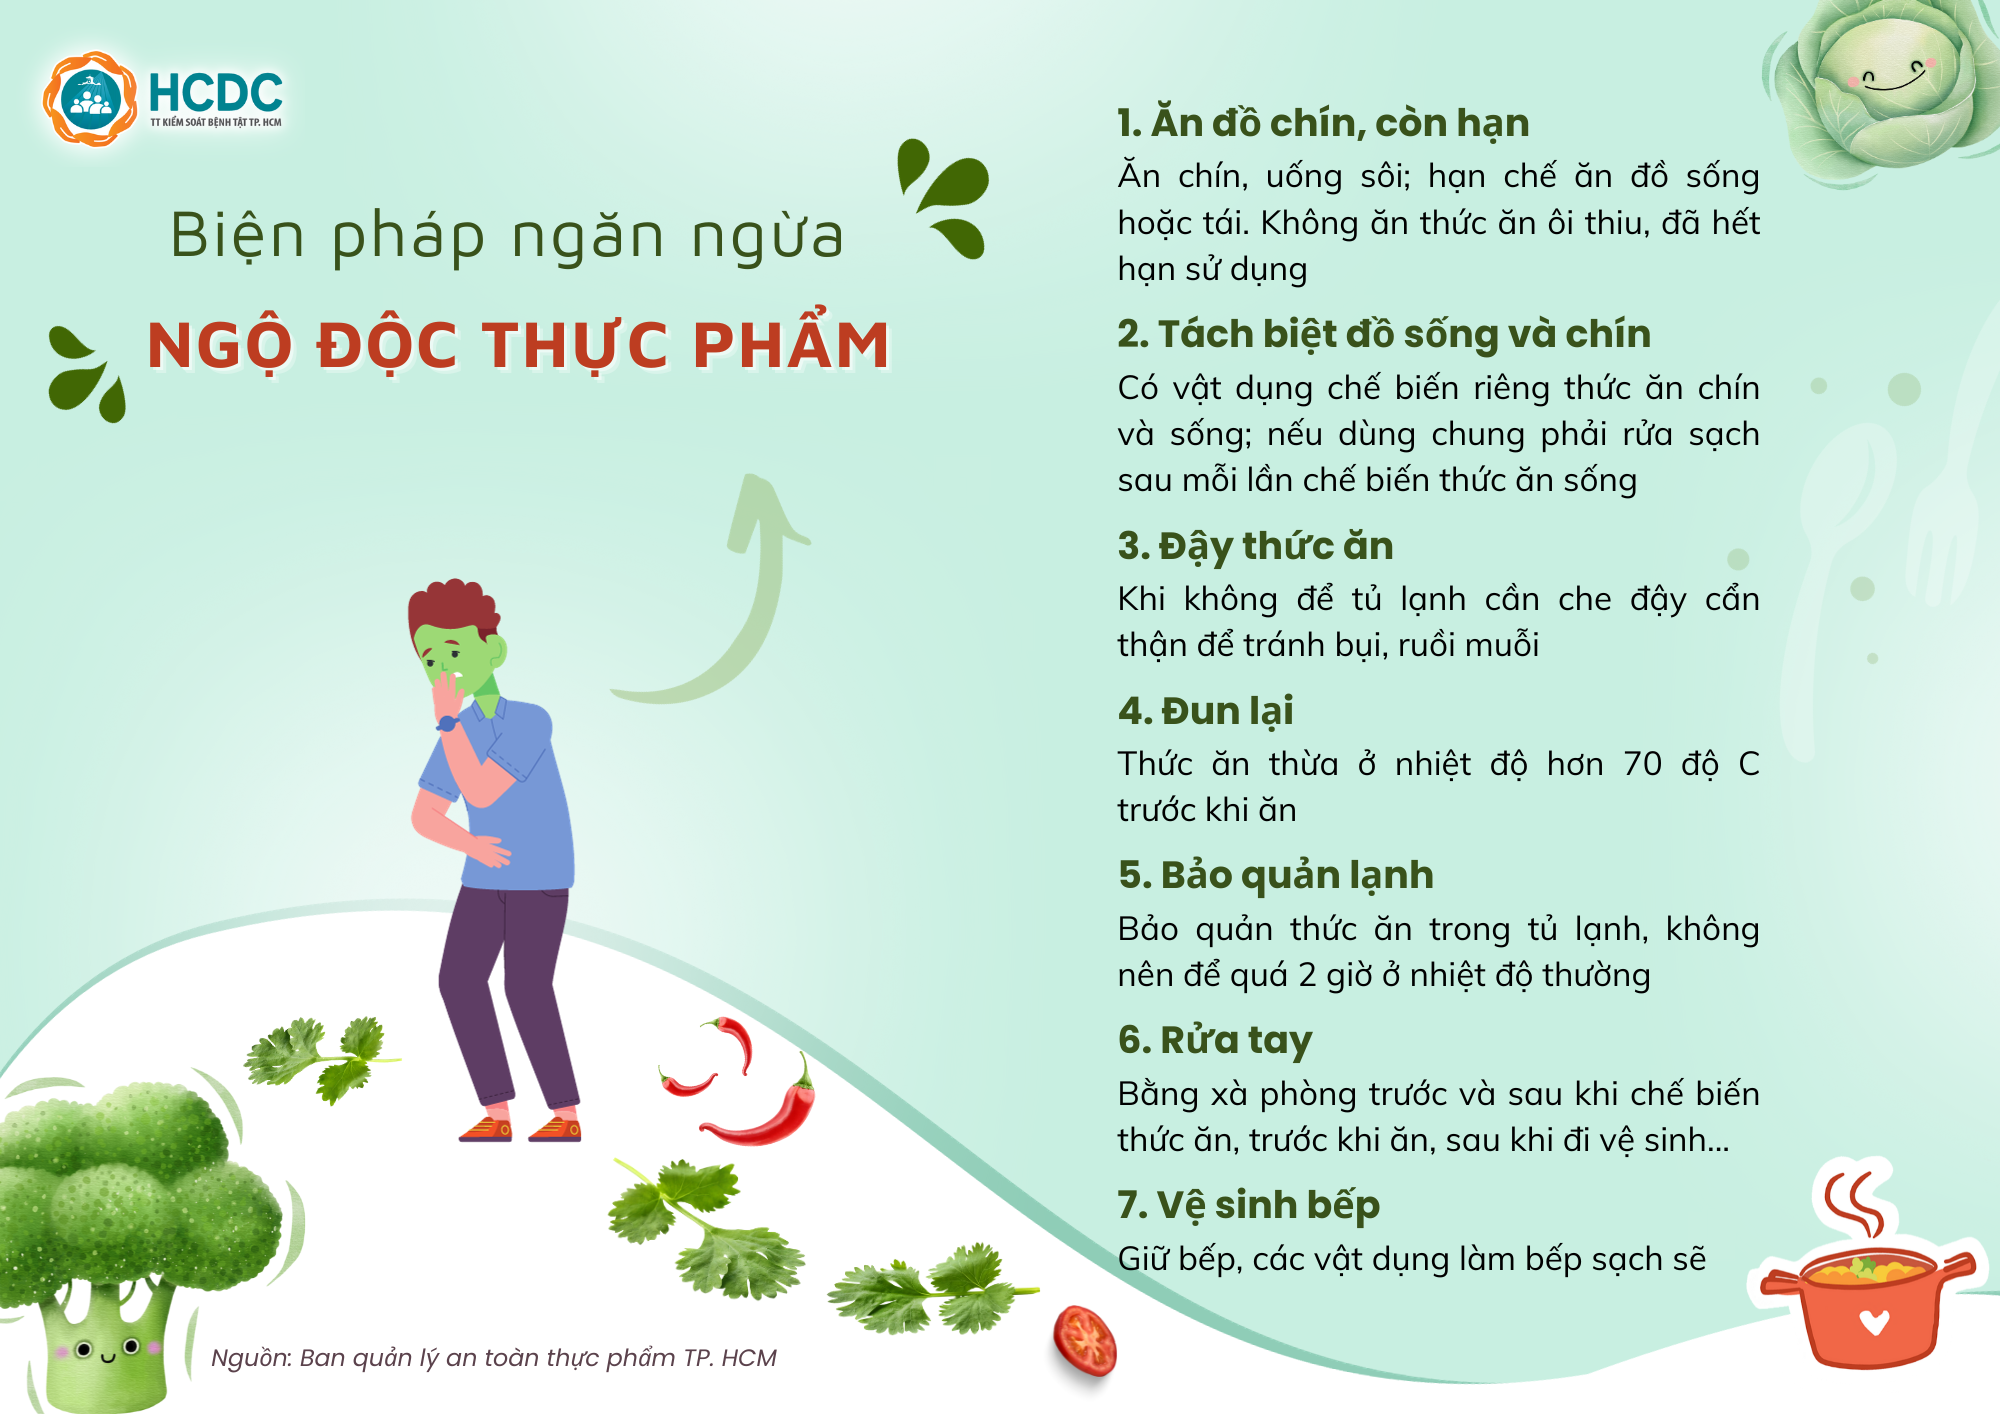 HCDC
TT KIỂM SOÁT BỆNH TẬT TP. HCM
Biện pháp ngăn ngừa
NGỘ ĐỘC THỰC PHẨM
1. Ăn đồ chín, còn hạn
Ăn chín, uống sôi; hạn chế ăn đồ sống
hoặc tái. Không ăn thức ăn ôi thiu, đã hết
hạn sử dụng
2. Tách biệt đồ sống và chín
Có vật dụng chế biến riêng thức ăn chín
và sống; nếu dùng chung phải rửa sạch
sau mỗi lần chế biến thức ăn sống
3. Đậy thức ăn
Khi không để tủ lạnh cần che đậy cẩn
thận để tránh bụi, ruồi muỗi
4. Đun lại
Thức ăn thừa ở nhiệt độ hơn 70 độ C
trước khi ăn
5. Bảo quản lạnh
Bảo quản thức ăn trong tủ lạnh, không
nên để quá 2 giờ ở nhiệt độ thường
6. Rửa tay
Bằng xà phòng trước và sau khi chế biến
thức ăn, trước khi ăn, sau khi đi vệ sinh...
7. Vệ sinh bếp
Giữ bếp, các vật dụng làm bếp sạch sẽ
Nguồn: Ban quản lý an toàn thực phẩm TP. HCM